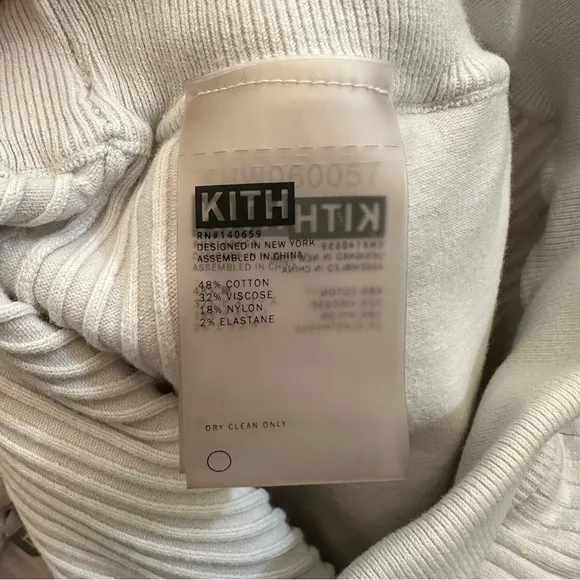 KHW060057
KITH
RN#140659
DESIGNED IN NEW YORK
ASSEMBLED IN CHINA
48% COTTON
32% VISCOSE
18% NYLON
2% ELASTANE
DRY CLEAN ONLY